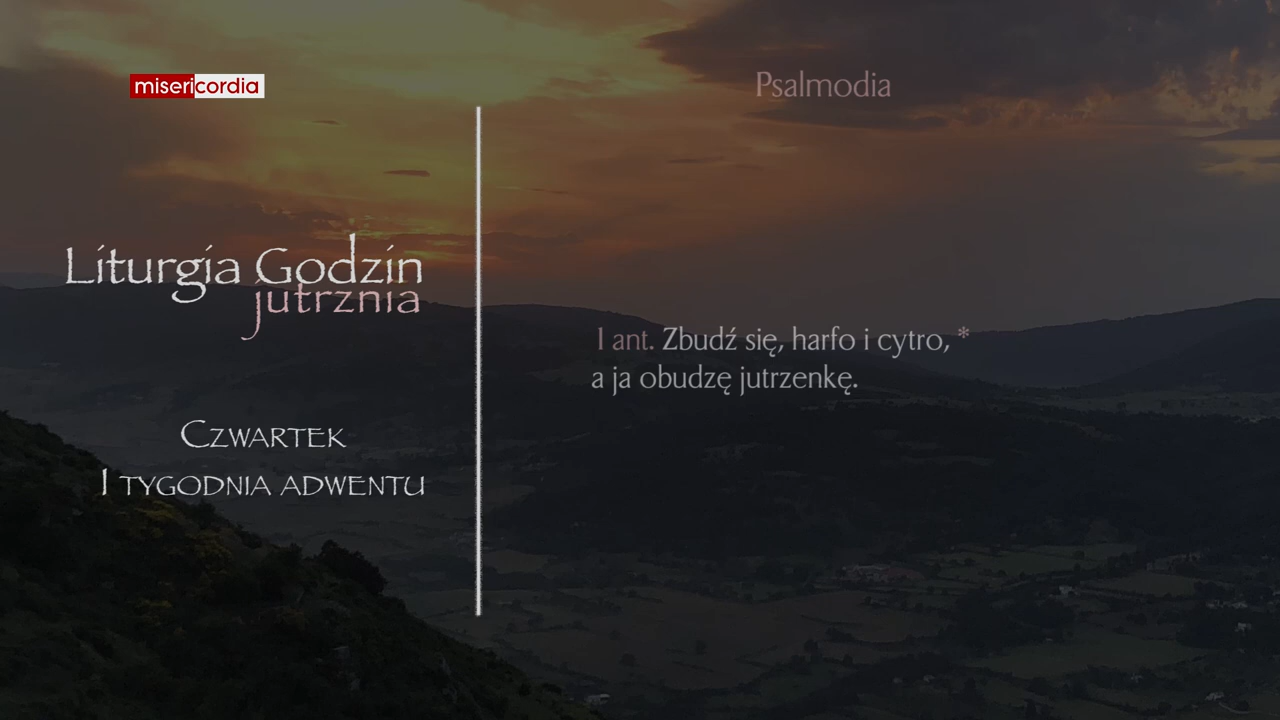 misericordia
Liturgia Godzin
jutrznia
Czwartek
I tygodnia adwentu
Psalmodia
I ant. Zbudź się, harfo i cytro, *
a ja obudzę jutrzenkę.